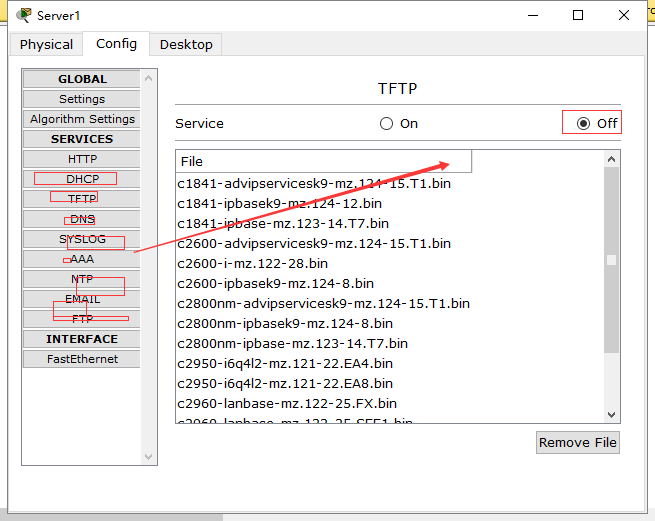 Server1
Physical Config Desktop
GLOBAL
Settings
Algorithm Settings
SERVICES
HTTP
DHCP
TFTP
DNS
SYSLOG
AAA
NTP
EMAIL
FTP
INTERFACE
FastEthernet
TFTP
Service On Off
File
c1841-advipservicesk9-mz.124-15.T1.bin
c1841-ipbasek9-mz.124-12.bin
c1841-ipbase-mz.123-14.T7.bin
c2600-advipservicesk9-mz.124-15.T1.bin
c2600-i-mz.122-28.bin
c2600-ipbasek9-mz.124-8.bin
c2800nm-advipservicesk9-mz.124-15.T1.bin
c2800nm-ipbasek9-mz.124-8.bin
c2800nm-ipbase-mz.123-14.T7.bin
c2950-i6q4l2-mz.121-22.EA4.bin
c2950-i6q4l2-mz.121-22.EA8.bin
c2960-lanbase-mz.122-25.FX.bin
c2960-lanbase-mz.122-25.SEE1.bin
Remove File